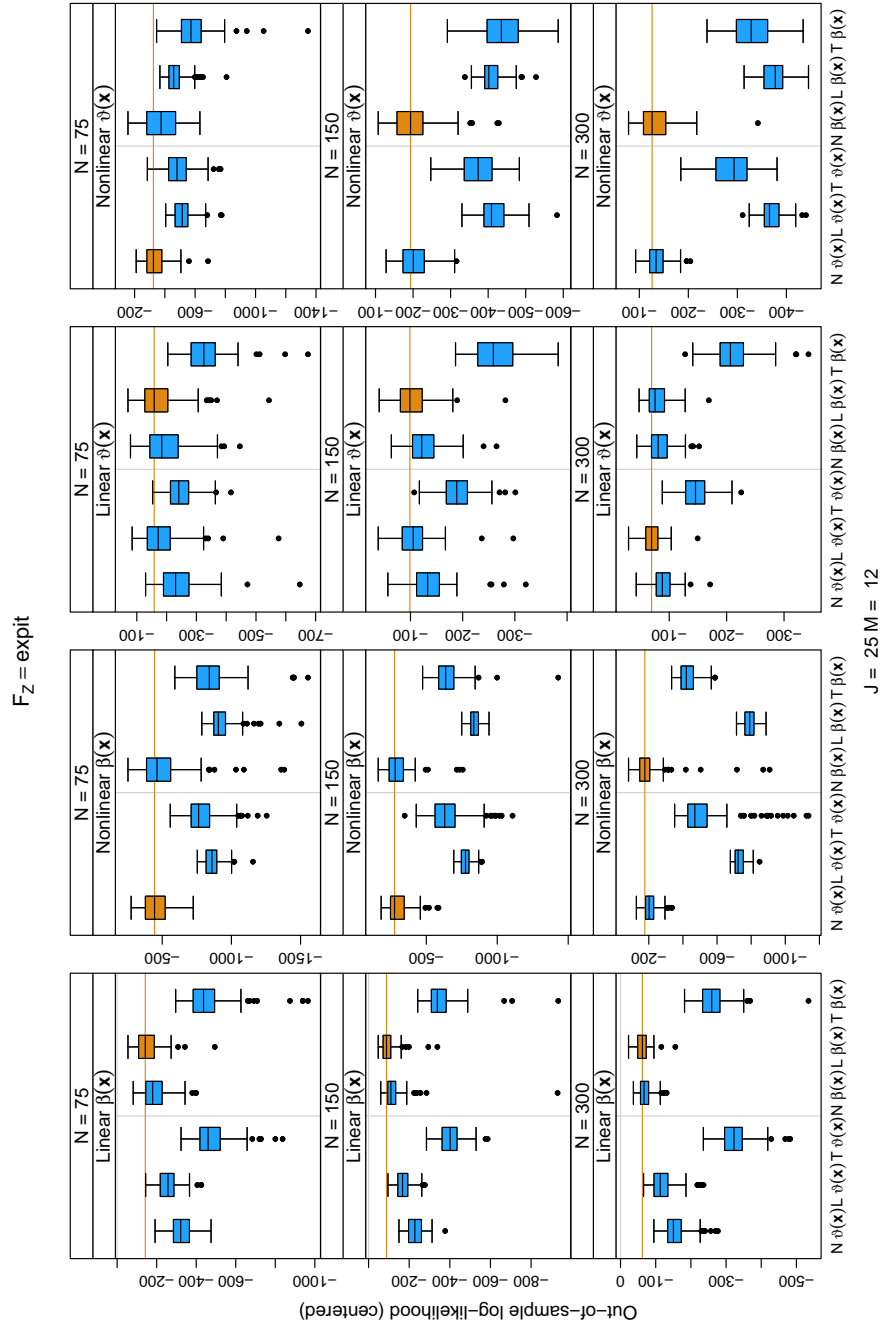 F_Z = expit
N = 75
N = 75
N = 75
N = 75
Linear β(x)
Nonlinear β(x)
Linear ϑ(x)
Nonlinear ϑ(x)
−200
−400
−600
−1000
−500
−1000
−1500
−100
−300
−500
−700
−200
−600
−1000
−1400
N = 150
N = 150
N = 150
N = 150
Linear β(x)
Nonlinear β(x)
Linear ϑ(x)
Nonlinear ϑ(x)
−200
−400
−600
−800
−500
−1000
−100
−200
−300
−100
−200
−300
−400
−500
−600
N = 300
N = 300
N = 300
N = 300
Linear β(x)
Nonlinear β(x)
Linear ϑ(x)
Nonlinear ϑ(x)
0
−100
−300
−500
−200
−600
−1000
−100
−200
−300
−100
−200
−300
−400
Out−of−sample log−likelihood (centered)
N ϑ(x)L ϑ(x)T ϑ(x)N β(x)L β(x)T β(x)
N ϑ(x)L ϑ(x)T ϑ(x)N β(x)L β(x)T β(x)
N ϑ(x)L ϑ(x)T ϑ(x)N β(x)L β(x)T β(x)
N ϑ(x)L ϑ(x)T ϑ(x)N β(x)L β(x)T β(x)
J = 25 M = 12